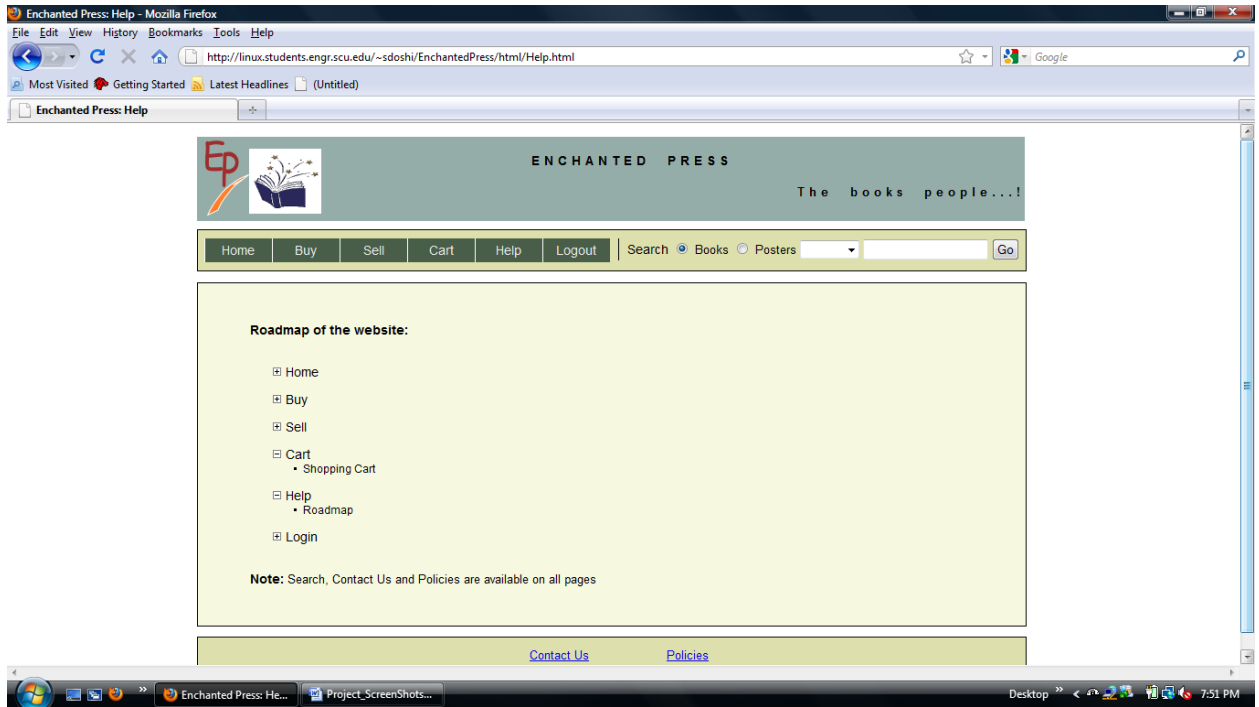 Enchanted Press: Help - Mozilla Firefox
File Edit View History Bookmarks Tools Help
http://linux.students.engr.scu.edu/~sdoshi/EnchantedPress/html/Help.html
Google
Most Visited Getting Started Latest Headlines (Untitled)
Enchanted Press: Help
Ep
ENCHANTED PRESS
The books people...!
Home Buy Sell Cart Help Logout Search Books Posters Go
Roadmap of the website:
Home
Buy
Sell
Cart
Shopping Cart
Help
Roadmap
Login
Note: Search, Contact Us and Policies are available on all pages
Contact Us Policies
Enchanted Press: He... Project_ScreenShots... Desktop 7:51 PM